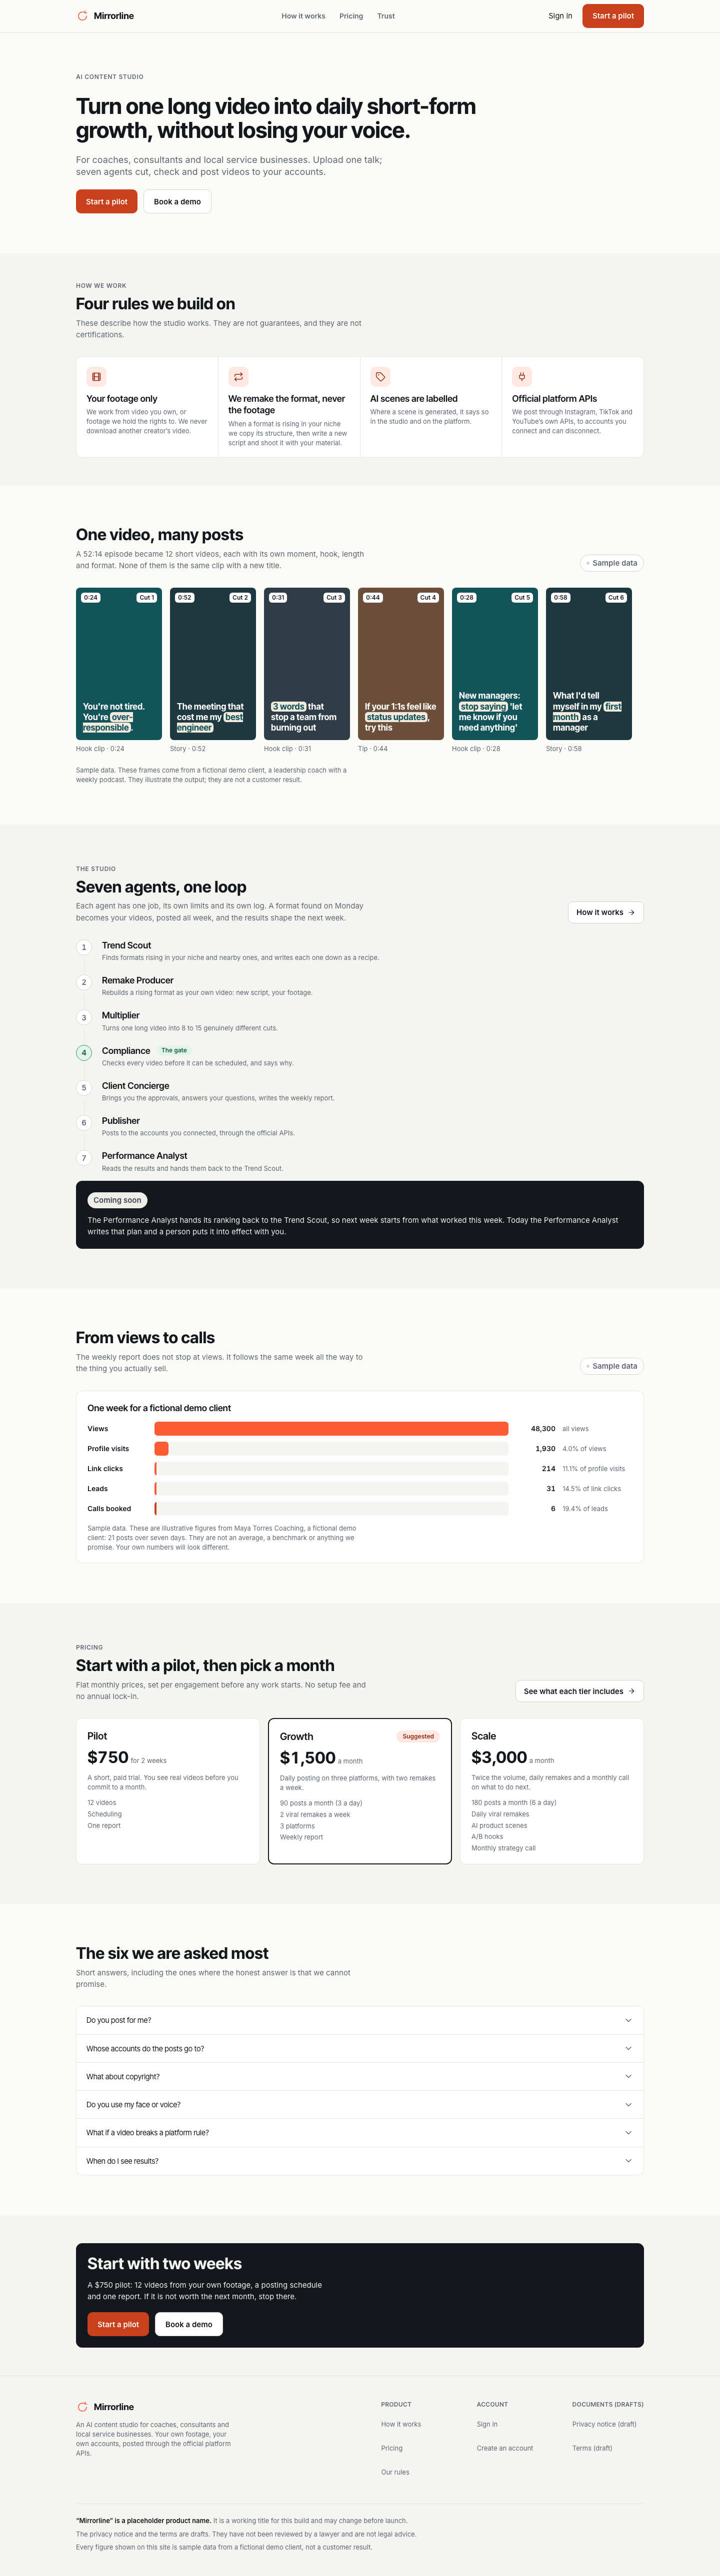 Mirrorline
How it works
Pricing
Trust
Sign in
Start a pilot
AI CONTENT STUDIO
Turn one long video into daily short-form
growth, without losing your voice.
For coaches, consultants and local service businesses. Upload one talk;
seven agents cut, check and post videos to your accounts.
Start a pilot
Book a demo
HOW WE WORK
Four rules we build on
These describe how the studio works. They are not guarantees, and they are not
certifications.
Your footage only
We work from video you own, or
footage we hold the rights to. We never
download another creator's video.
We remake the format, never
the footage
When a format is rising in your niche
we copy its structure, then write a new
script and shoot it with your material.
AI scenes are labelled
Where a scene is generated, it says so
in the studio and on the platform.
Official platform APIs
We post through Instagram, TikTok and
YouTube's own APIs, to accounts you
connect and can disconnect.
One video, many posts
A 52:14 episode became 12 short videos, each with its own moment, hook, length
and format. None of them is the same clip with a new title.
Sample data
0:24
Cut 1
You're not tired.
You're over-
responsible.
Hook clip · 0:24
0:52
Cut 2
The meeting that
cost me my best
engineer
Story · 0:52
0:31
Cut 3
3 words that
stop a team from
burning out
Hook clip · 0:31
0:44
Cut 4
If your 1:1s feel like
status updates,
try this
Tip · 0:44
0:28
Cut 5
New managers:
stop saying 'let
me know if you
need anything'
Hook clip · 0:28
0:58
Cut 6
What I'd tell
myself in my first
month as a
manager
Story · 0:58
Sample data. These frames come from a fictional demo client, a leadership coach with a
weekly podcast. They illustrate the output; they are not a customer result.
THE STUDIO
Seven agents, one loop
Each agent has one job, its own limits and its own log. A format found on Monday
becomes your videos, posted all week, and the results shape the next week.
How it works
1
Trend Scout
Finds formats rising in your niche and nearby ones, and writes each one down as a recipe.
2
Remake Producer
Rebuilds a rising format as your own video: new script, your footage.
3
Multiplier
Turns one long video into 8 to 15 genuinely different cuts.
4
Compliance
The gate
Checks every video before it can be scheduled, and says why.
5
Client Concierge
Brings you the approvals, answers your questions, writes the weekly report.
6
Publisher
Posts to the accounts you connected, through the official APIs.
7
Performance Analyst
Reads the results and hands them back to the Trend Scout.
Coming soon
The Performance Analyst hands its ranking back to the Trend Scout, so next week starts from what worked this week. Today the Performance Analyst
writes that plan and a person puts it into effect with you.
From views to calls
The weekly report does not stop at views. It follows the same week all the way to
the thing you actually sell.
Sample data
One week for a fictional demo client
Views
48,300
all views
Profile visits
1,930
4.0% of views
Link clicks
214
11.1% of profile visits
Leads
31
14.5% of link clicks
Calls booked
6
19.4% of leads
Sample data. These are illustrative figures from Maya Torres Coaching, a fictional demo
client: 21 posts over seven days. They are not an average, a benchmark or anything we
promise. Your own numbers will look different.
PRICING
Start with a pilot, then pick a month
Flat monthly prices, set per engagement before any work starts. No setup fee and
no annual lock-in.
See what each tier includes
Pilot
$750 for 2 weeks
A short, paid trial. You see real videos before you
commit to a month.
12 videos
Scheduling
One report
Growth
Suggested
$1,500 a month
Daily posting on three platforms, with two remakes
a week.
90 posts a month (3 a day)
2 viral remakes a week
3 platforms
Weekly report
Scale
$3,000 a month
Twice the volume, daily remakes and a monthly call
on what to do next.
180 posts a month (6 a day)
Daily viral remakes
AI product scenes
A/B hooks
Monthly strategy call
The six we are asked most
Short answers, including the ones where the honest answer is that we cannot
promise.
Do you post for me?
Whose accounts do the posts go to?
What about copyright?
Do you use my face or voice?
What if a video breaks a platform rule?
When do I see results?
Start with two weeks
A $750 pilot: 12 videos from your own footage, a posting schedule
and one report. If it is not worth the next month, stop there.
Start a pilot
Book a demo
Mirrorline
An AI content studio for coaches, consultants and
local service businesses. Your own footage, your
own accounts, posted through the official platform
APIs.
PRODUCT
How it works
Pricing
Our rules
ACCOUNT
Sign in
Create an account
DOCUMENTS (DRAFTS)
Privacy notice (draft)
Terms (draft)
"Mirrorline" is a placeholder product name. It is a working title for this build and may change before launch.
The privacy notice and the terms are drafts. They have not been reviewed by a lawyer and are not legal advice.
Every figure shown on this site is sample data from a fictional demo client, not a customer result.